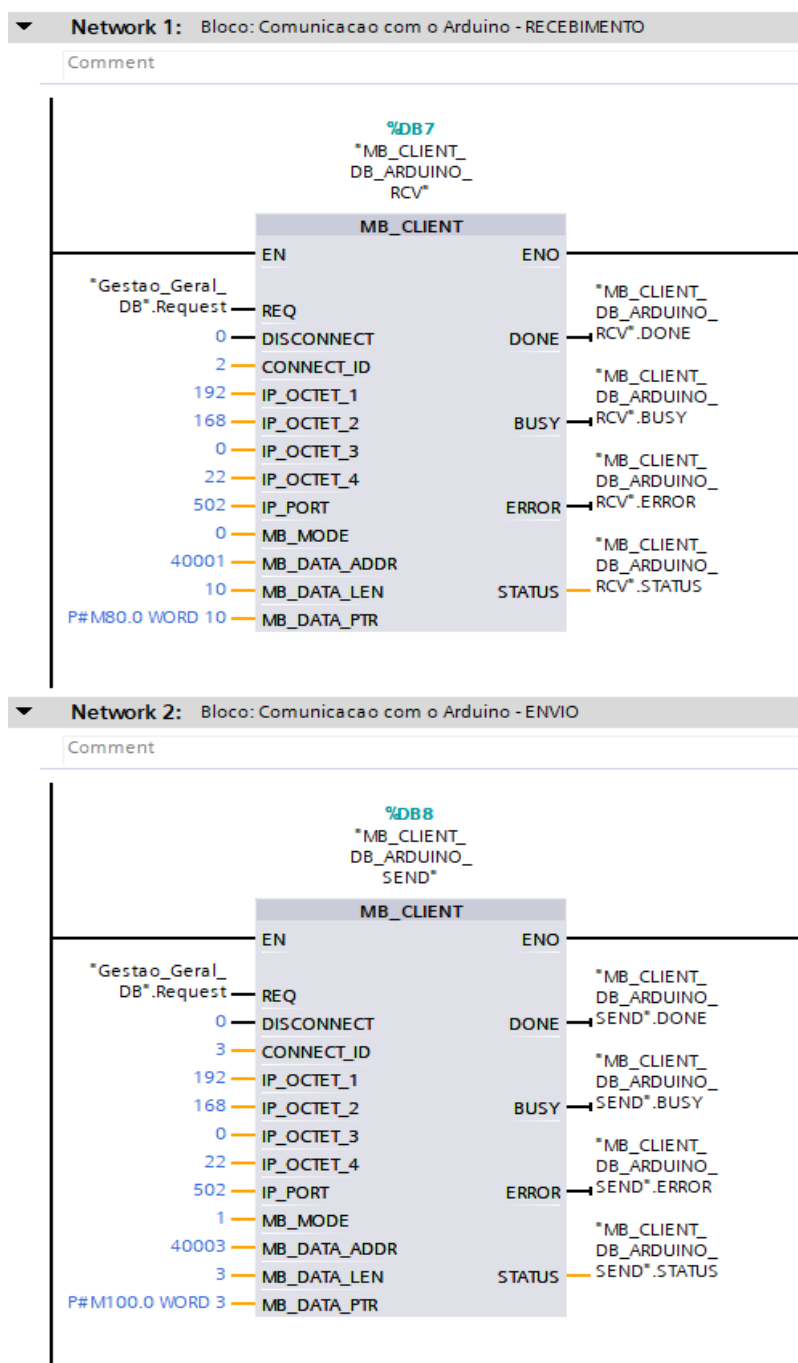 Network 1: Bloco: Comunicacao com o Arduino - RECEBIMENTO
Comment
%DB7
"MB_CLIENT_
DB_ARDUINO_
RCV"
MB_CLIENT
EN ENO
"Gestao_Geral_
DB".Request REQ
0 DISCONNECT DONE
"MB_CLIENT_
DB_ARDUINO_
RCV".DONE
2 CONNECT_ID
192 IP_OCTET_1
168 IP_OCTET_2 BUSY
"MB_CLIENT_
DB_ARDUINO_
RCV".BUSY
0 IP_OCTET_3
22 IP_OCTET_4
502 IP_PORT ERROR
"MB_CLIENT_
DB_ARDUINO_
RCV".ERROR
0 MB_MODE
40001 MB_DATA_ADDR
10 MB_DATA_LEN STATUS
"MB_CLIENT_
DB_ARDUINO_
RCV".STATUS
P#M80.0 WORD 10 MB_DATA_PTR
Network 2: Bloco: Comunicacao com o Arduino - ENVIO
Comment
%DB8
"MB_CLIENT_
DB_ARDUINO_
SEND"
MB_CLIENT
EN ENO
"Gestao_Geral_
DB".Request REQ
0 DISCONNECT DONE
"MB_CLIENT_
DB_ARDUINO_
SEND".DONE
3 CONNECT_ID
192 IP_OCTET_1
168 IP_OCTET_2 BUSY
"MB_CLIENT_
DB_ARDUINO_
SEND".BUSY
0 IP_OCTET_3
22 IP_OCTET_4
502 IP_PORT ERROR
"MB_CLIENT_
DB_ARDUINO_
SEND".ERROR
1 MB_MODE
40003 MB_DATA_ADDR
3 MB_DATA_LEN STATUS
"MB_CLIENT_
DB_ARDUINO_
SEND".STATUS
P#M100.0 WORD 3 MB_DATA_PTR